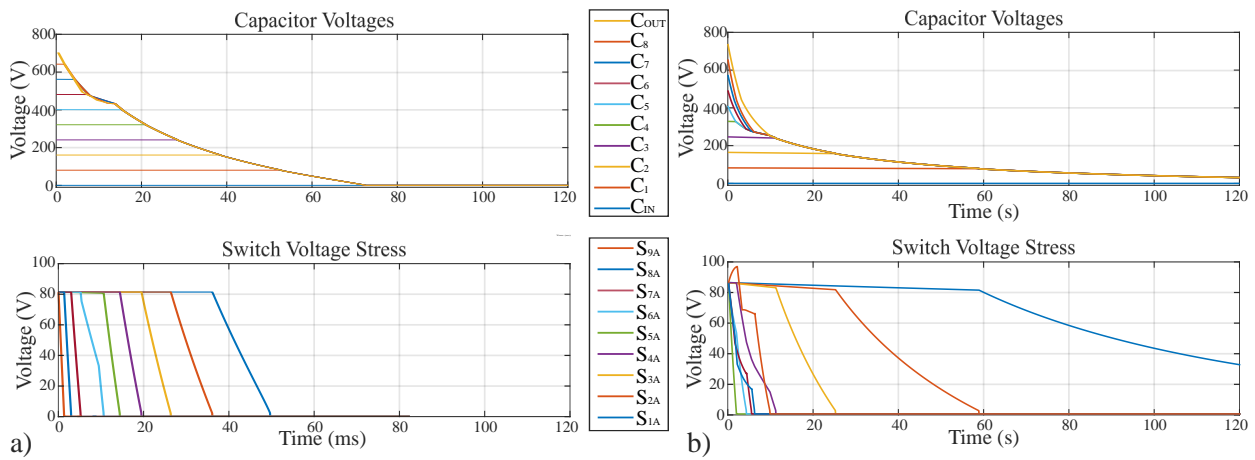 Capacitor Voltages
Voltage (V)
800
600
400
200
0
0 20 40 60 80 100 120
Switch Voltage Stress
Voltage (V)
100
80
60
40
20
0
0 20 40 60 80 100 120
Time (ms)
a)
COUT
C8
C7
C6
C5
C4
C3
C2
C1
CIN
S9A
S8A
S7A
S6A
S5A
S4A
S3A
S2A
S1A
Capacitor Voltages
Voltage (V)
800
600
400
200
0
0 20 40 60 80 100 120
Time (s)
Switch Voltage Stress
Voltage (V)
100
80
60
40
20
0
0 20 40 60 80 100 120
Time (s)
b)